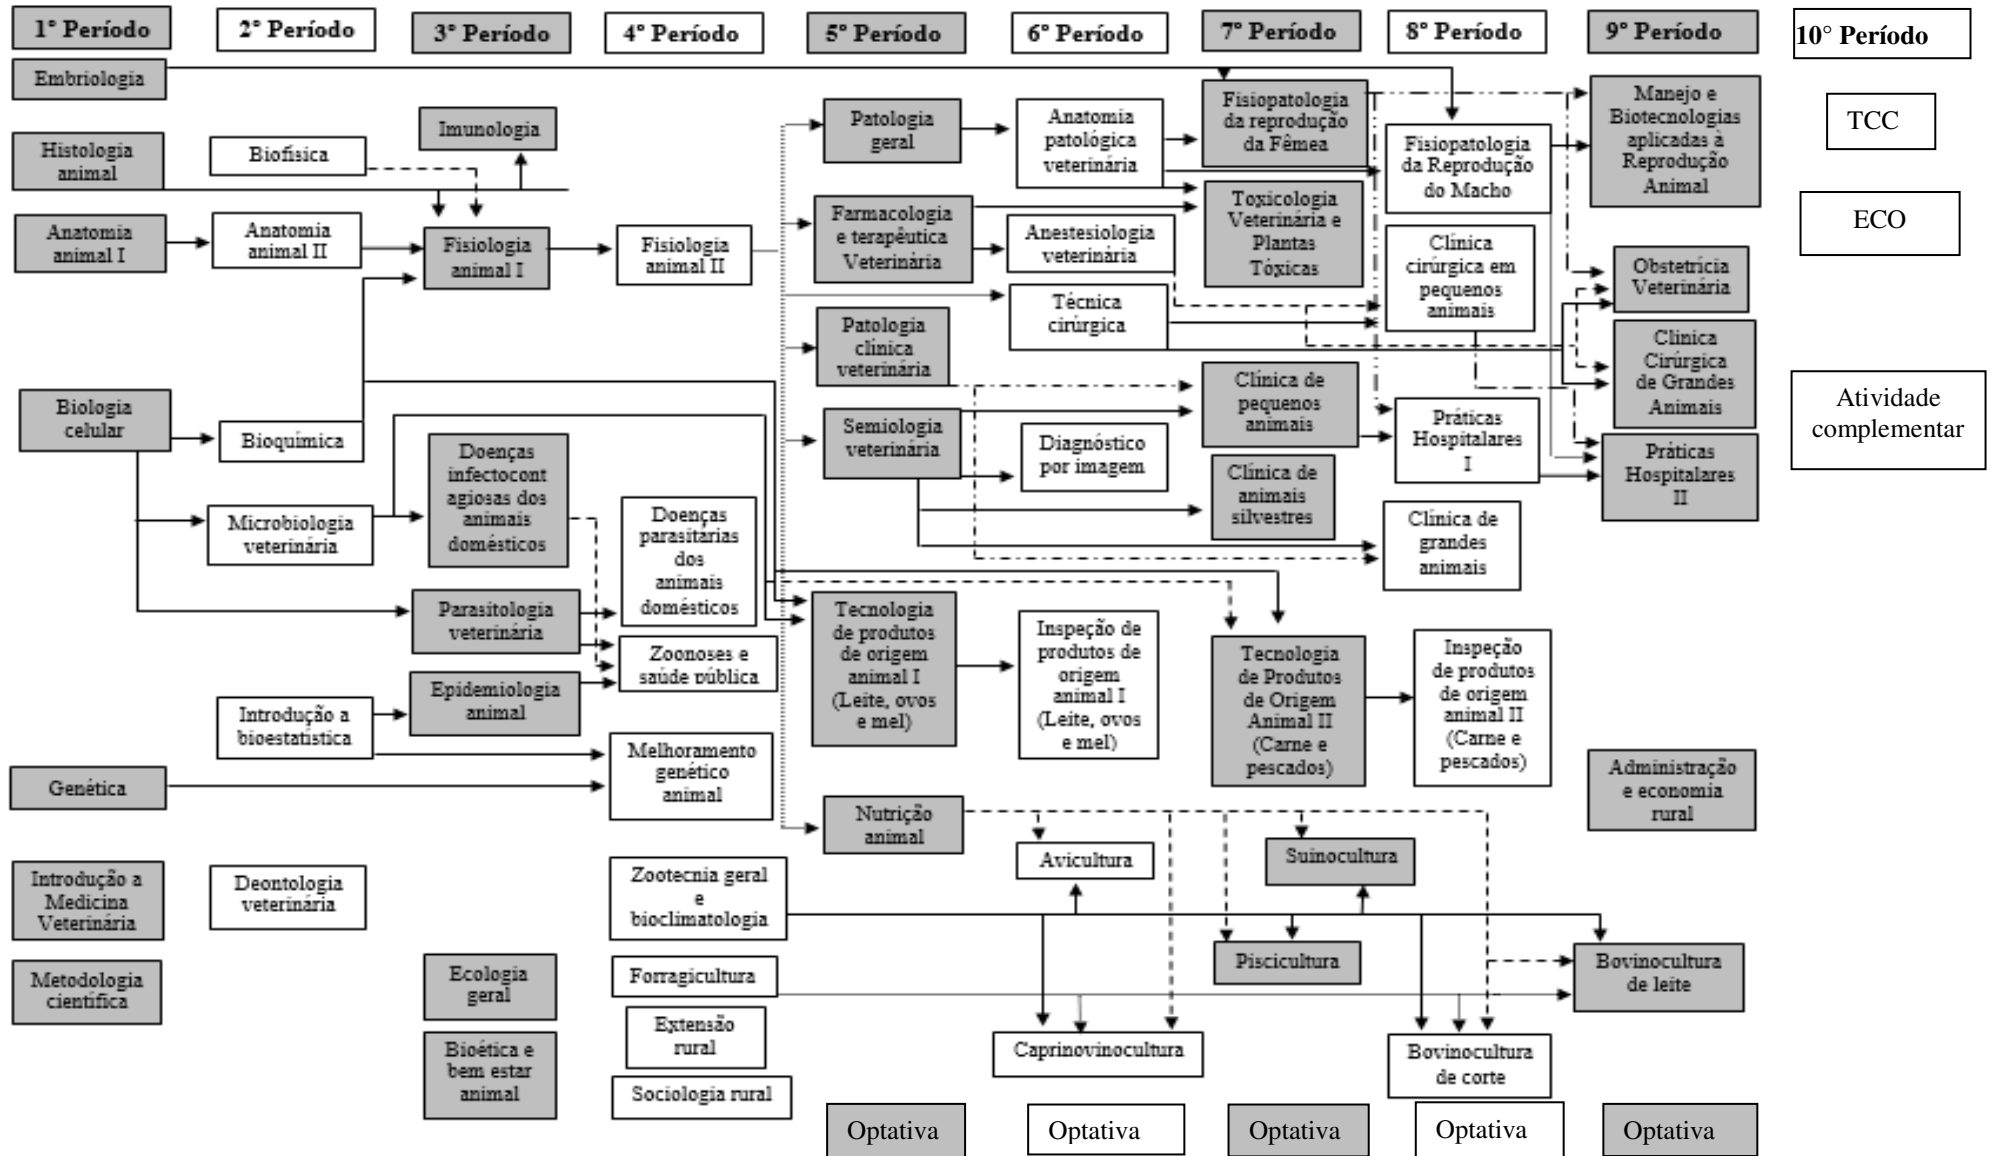 1° Período
2° Período
3° Período
4° Período
5° Período
6° Período
7° Período
8° Período
9° Período
10° Período
Embriologia
Histologia
animal
Anatomia
animal I
Biologia
celular
Genética
Introdução a
Medicina
Veterinária
Metodologia
científica
Biofísica
Anatomia
animal II
Bioquímica
Microbiologia
veterinária
Introdução a
bioestatística
Deontologia
veterinária
Imunologia
Fisiologia
animal I
Doenças
infectocont
agiosas dos
animais
domésticos
Parasitologia
veterinária
Epidemiologia
animal
Ecologia
geral
Bioética e
bem estar
animal
Fisiologia
animal II
Doenças
parasitárias
dos
animais
domésticos
Zoonoses e
saúde pública
Melhoramento
genético
animal
Zootecnia geral
e
bioclimatologia
Forragicultura
Extensão
rural
Sociologia rural
Patologia
geral
Farmacologia
e terapêutica
Veterinária
Patologia
clínica
veterinária
Semiologia
veterinária
Tecnologia
de produtos
de origem
animal I
(Leite, ovos
e mel)
Nutrição
animal
Optativa
Anatomia
patológica
veterinária
Anestesiologia
veterinária
Técnica
cirúrgica
Diagnóstico
por imagem
Inspeção de
produtos de
origem
animal I
(Leite, ovos
e mel)
Avicultura
Caprinovinocultura
Optativa
Fisiopatologia
da reprodução
da Fêmea
Toxicologia
Veterinária e
Plantas
Tóxicas
Clínica de
pequenos
animais
Clínica de
animais
silvestres
Tecnologia
de Produtos
de Origem
Animal II
(Carne e
pescados)
Suinocultura
Piscicultura
Optativa
Fisiopatologia
da Reprodução
do Macho
Clínica
cirúrgica em
pequenos
animais
Práticas
Hospitalares
I
Clínica de
grandes
animais
Inspeção
de produtos
de origem
animal II
(Carne e
pescados)
Bovinocultura
de corte
Optativa
Manejo e
Biotecnologias
aplicadas à
Reprodução
Animal
Obstetrícia
Veterinária
Clinica
Cirúrgica
de Grandes
Animais
Práticas
Hospitalares
II
Administração
e economia
rural
Bovinocultura
de leite
Optativa
TCC
ECO
Atividade
complementar